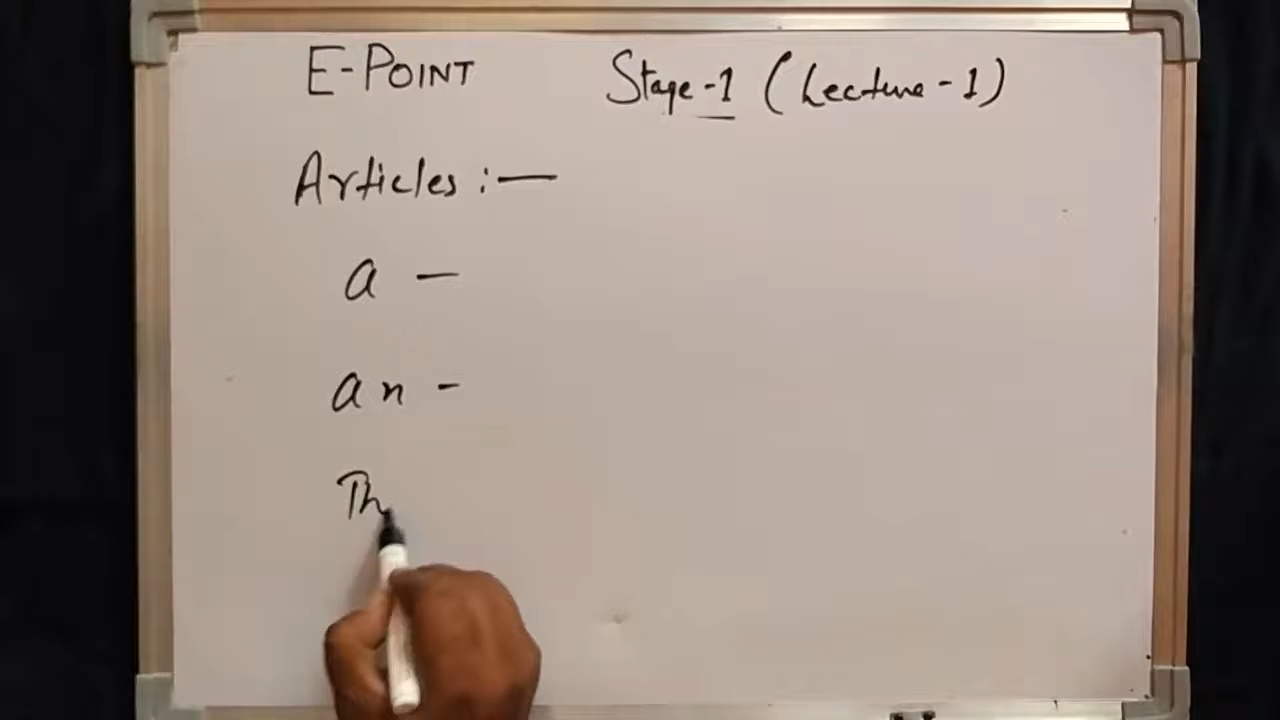 E-POINT Stage-1 (Lecture-1)
Articles :—
a —
an -
Th